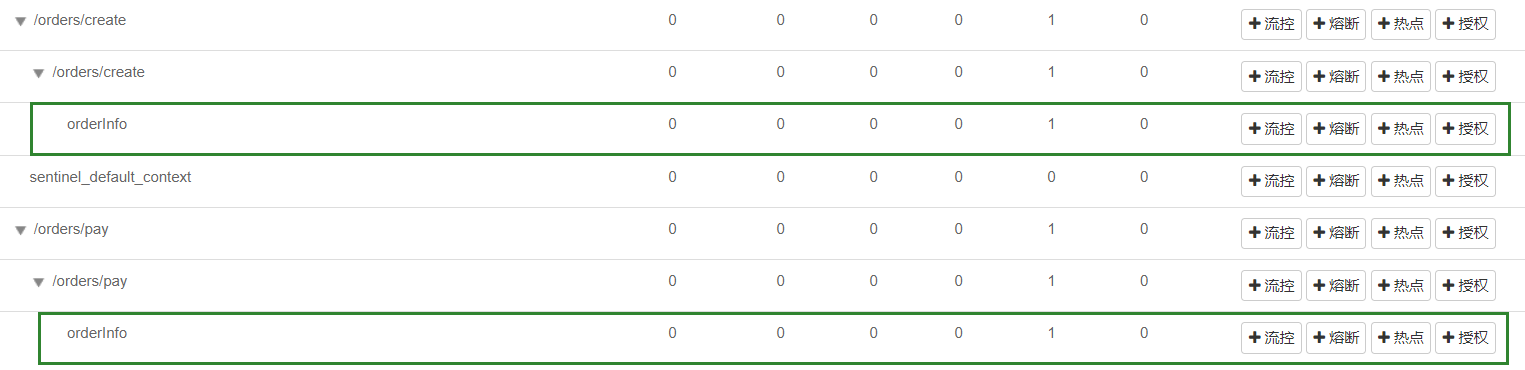 /orders/create 0 0 0 0 1 0 流控 熔断 热点 授权
/orders/create 0 0 0 0 1 0 流控 熔断 热点 授权
orderInfo 0 0 0 0 1 0 流控 熔断 热点 授权
sentinel_default_context 0 0 0 0 0 0 流控 熔断 热点 授权
/orders/pay 0 0 0 0 1 0 流控 熔断 热点 授权
/orders/pay 0 0 0 0 1 0 流控 熔断 热点 授权
orderInfo 0 0 0 0 1 0 流控 熔断 热点 授权